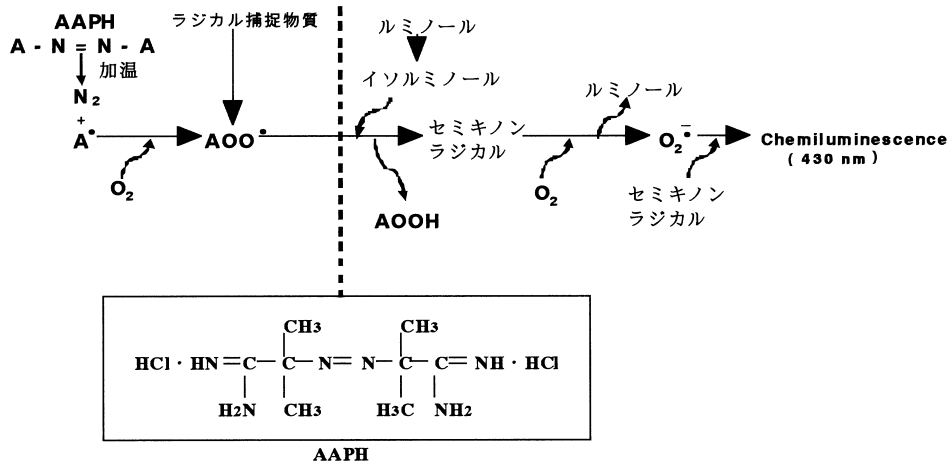 AAPH
A - N = N - A
加温
N2
+
A•
O2
ラジカル捕捉物質
AOO•
ルミノール
イソルミノール
AOOH
セミキノン
ラジカル
O2
ルミノール
O2•−
セミキノン
ラジカル
Chemiluminescence
( 430 nm )
CH3 CH3
HCl · HN=C—C—N=N—C—C=NH · HCl
H2N CH3 H3C NH2
AAPH